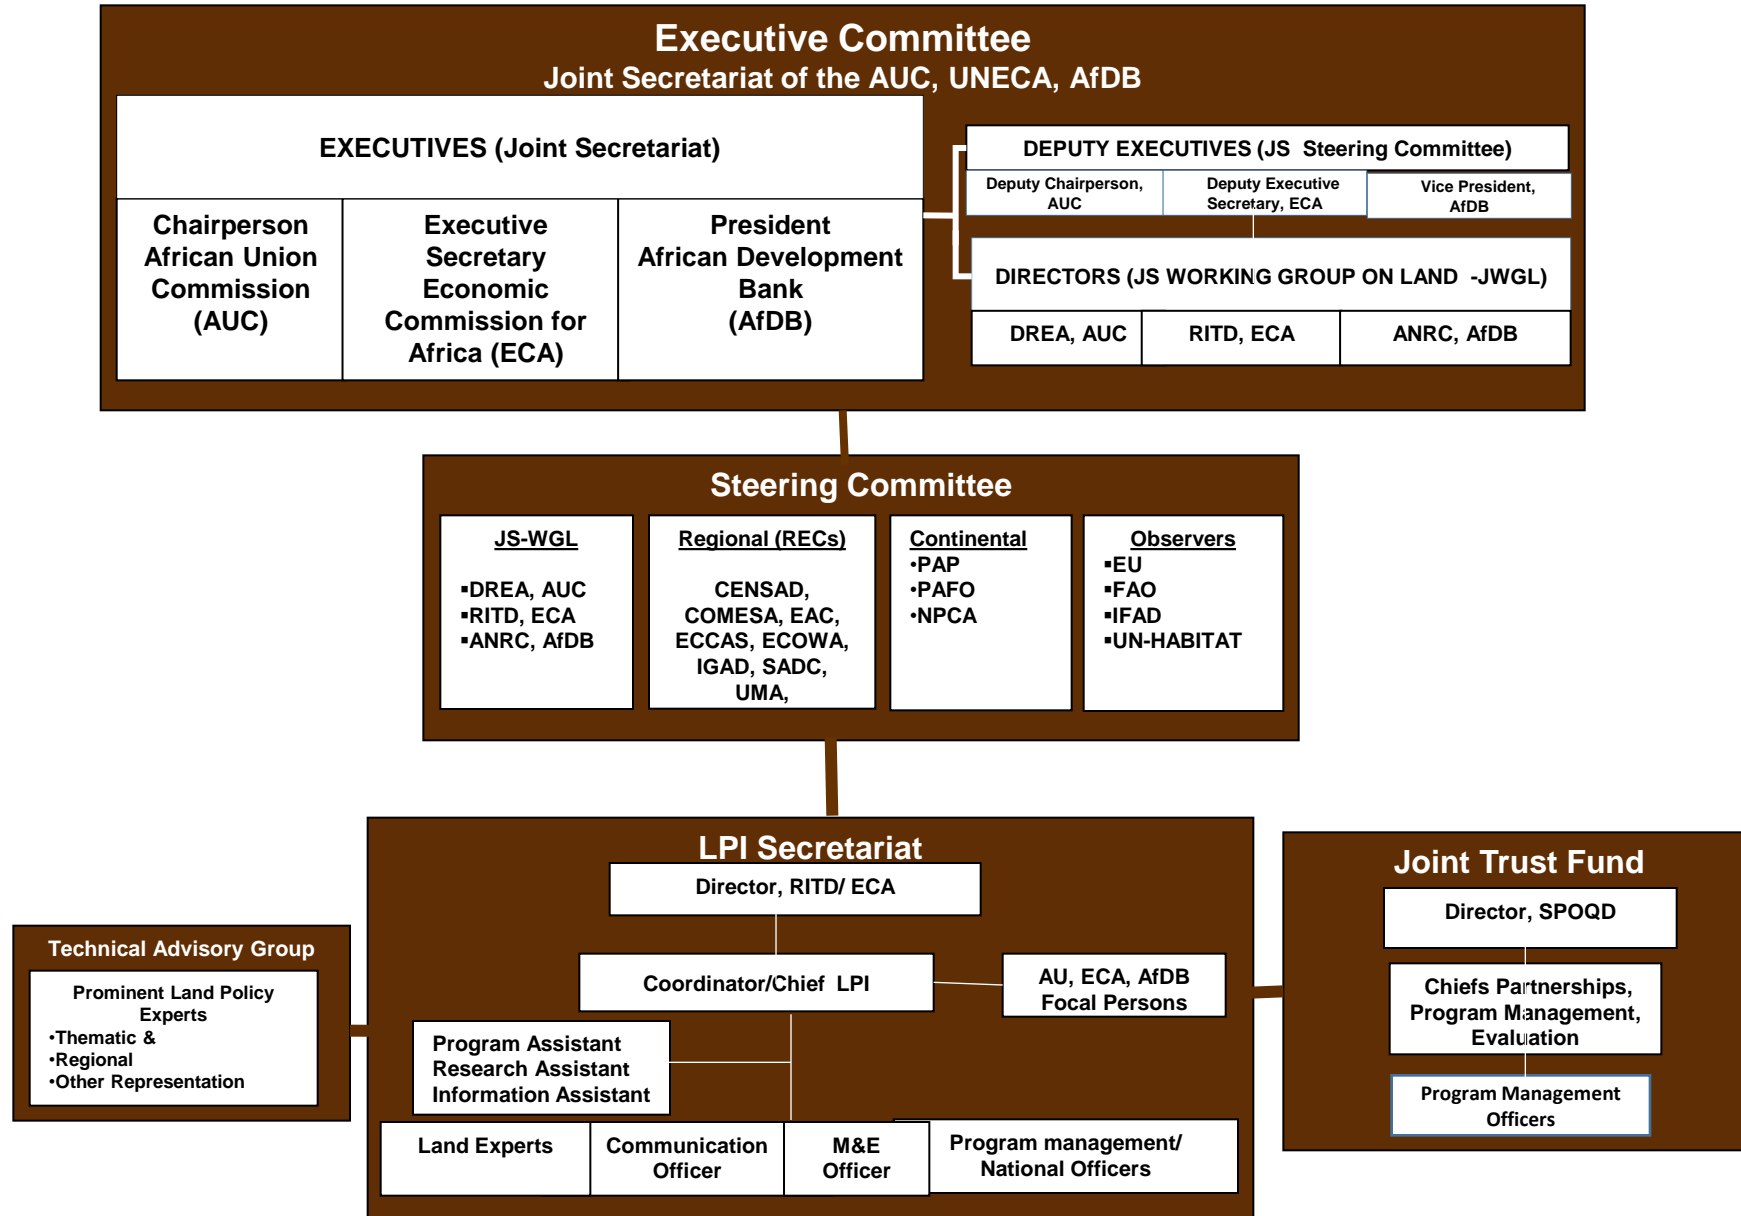 Executive Committee
Joint Secretariat of the AUC, UNECA, AfDB
EXECUTIVES (Joint Secretariat)
Chairperson
African Union
Commission
(AUC)
Executive
Secretary
Economic
Commission for
Africa (ECA)
President
African Development
Bank
(AfDB)
DEPUTY EXECUTIVES (JS Steering Committee)
Deputy Chairperson,
AUC
Deputy Executive
Secretary, ECA
Vice President,
AfDB
DIRECTORS (JS WORKING GROUP ON LAND -JWGL)
DREA, AUC
RITD, ECA
ANRC, AfDB
Steering Committee
JS-WGL
▪DREA, AUC
▪RITD, ECA
▪ANRC, AfDB
Regional (RECs)
CENSAD,
COMESA, EAC,
ECCAS, ECOWA,
IGAD, SADC,
UMA,
Continental
•PAP
•PAFO
•NPCA
Observers
▪EU
▪FAO
▪IFAD
▪UN-HABITAT
LPI Secretariat
Director, RITD/ ECA
Coordinator/Chief LPI
AU, ECA, AfDB
Focal Persons
Program Assistant
Research Assistant
Information Assistant
Land Experts
Communication
Officer
M&E
Officer
Program management/
National Officers
Technical Advisory Group
Prominent Land Policy
Experts
•Thematic &
•Regional
•Other Representation
Joint Trust Fund
Director, SPOQD
Chiefs Partnerships,
Program Management,
Evaluation
Program Management
Officers